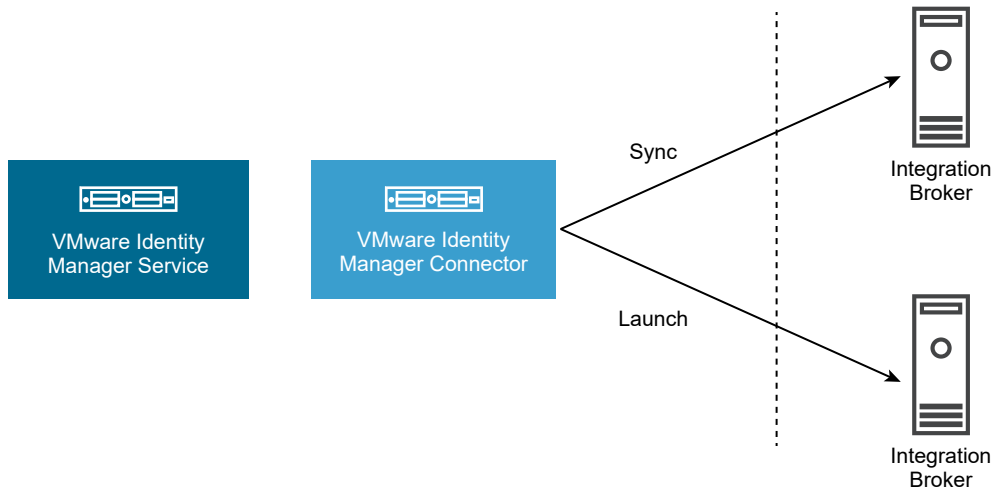 Sync
Integration
Broker
VMware Identity
Manager Service
VMware Identity
Manager Connector
Launch
Integration
Broker